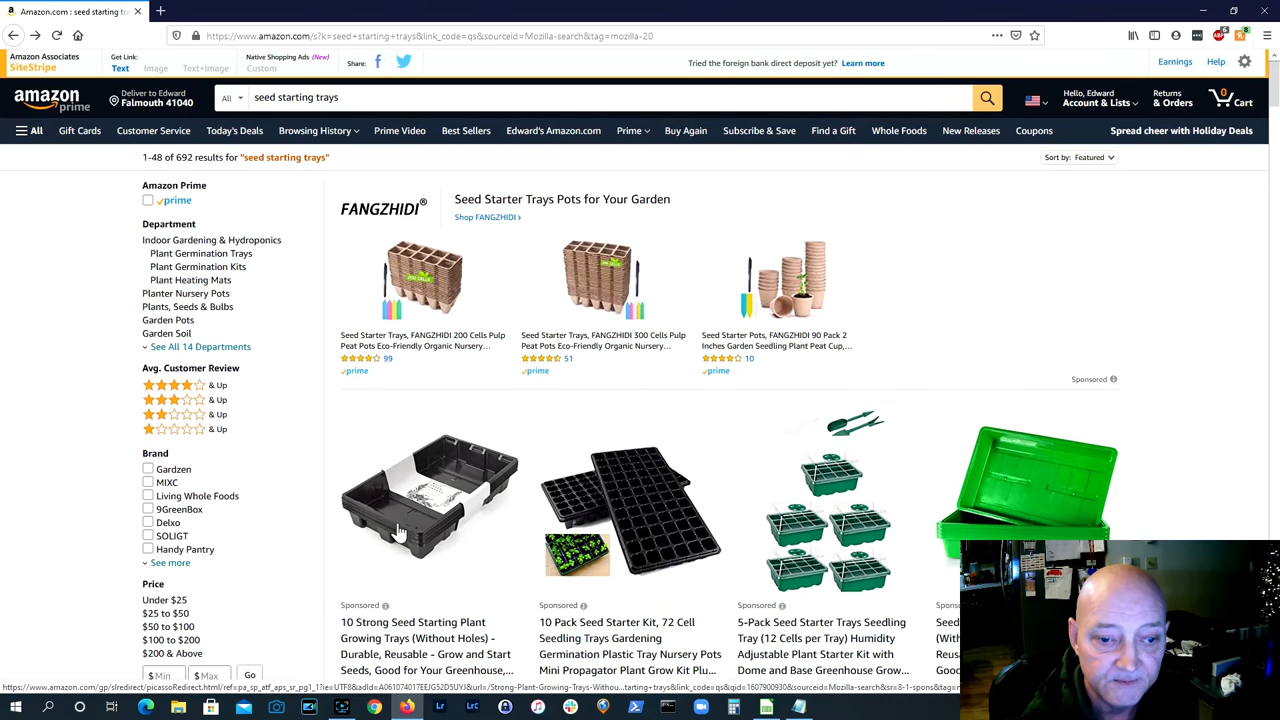 Amazon.com : seed starting tra
https://www.amazon.com/s?k=seed+starting+trays&link_code=qs&sourceid=Mozilla-search&tag=mozilla-20
6
8
Amazon Associates
SiteStripe
Get Link:
Text
Image
Text+Image
Native Shopping Ads (New)
Custom
Share:
Tried the foreign bank direct deposit yet? Learn more
Earnings
Help
amazon prime
Deliver to Edward
Falmouth 41040
All
seed starting trays
Hello, Edward
Account & Lists
Returns
& Orders
0
Cart
All
Gift Cards
Customer Service
Today's Deals
Browsing History
Prime Video
Best Sellers
Edward's Amazon.com
Prime
Buy Again
Subscribe & Save
Find a Gift
Whole Foods
New Releases
Coupons
Spread cheer with Holiday Deals
1-48 of 692 results for "seed starting trays"
Sort by: Featured
Amazon Prime
prime
Department
Indoor Gardening & Hydroponics
Plant Germination Trays
Plant Germination Kits
Plant Heating Mats
Planter Nursery Pots
Plants, Seeds & Bulbs
Garden Pots
Garden Soil
See All 14 Departments
Avg. Customer Review
& Up
& Up
& Up
& Up
Brand
Gardzen
MIXC
Living Whole Foods
9GreenBox
Delxo
SOLIGT
Handy Pantry
See more
Price
Under $25
$25 to $50
$50 to $100
$100 to $200
$200 & Above
$ Min
$ Max
Go
FANGZHIDI®
Seed Starter Trays Pots for Your Garden
Shop FANGZHIDI ›
Seed Starter Trays, FANGZHIDI 200 Cells Pulp
Peat Pots Eco-Friendly Organic Nursery…
99
prime
Seed Starter Trays, FANGZHIDI 300 Cells Pulp
Peat Pots Eco-Friendly Organic Nursery…
51
prime
Seed Starter Pots, FANGZHIDI 90 Pack 2
Inches Garden Seedling Plant Peat Cup,…
10
prime
Sponsored
Sponsored
10 Strong Seed Starting Plant
Growing Trays (Without Holes) -
Durable, Reusable - Grow and Start
Seeds, Good for Your Greenhouse,
Sponsored
10 Pack Seed Starter Kit, 72 Cell
Seedling Trays Gardening
Germination Plastic Tray Nursery Pots
Mini Propagator Plant Grow Kit Plu…
Sponsored
5-Pack Seed Starter Trays Seedling
Tray (12 Cells per Tray) Humidity
Adjustable Plant Starter Kit with
Dome and Base Greenhouse Grow…
Sponsored
Seed
(With
Reus